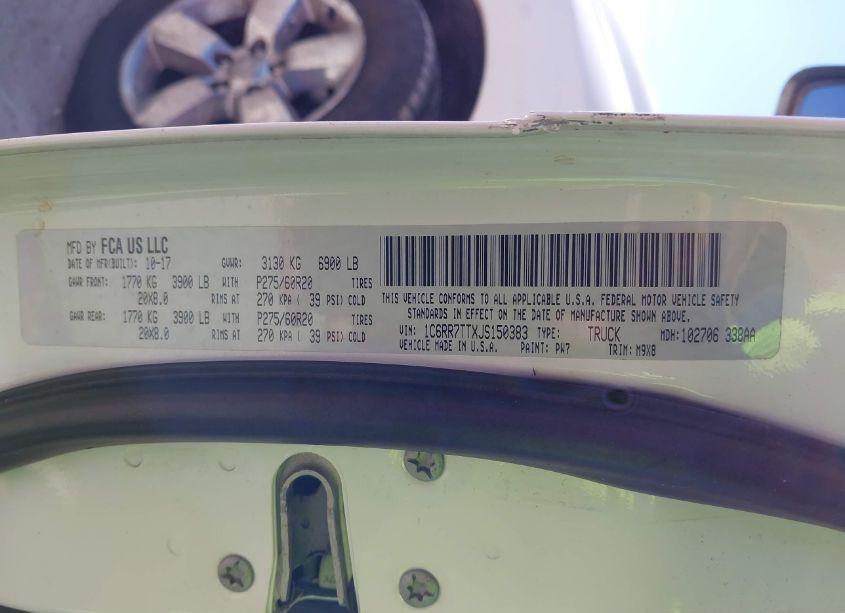 MFD BY FCA US LLC
DATE OF MFR(BUILT): 10-17 GVWR: 3130 KG 6900 LB
GAWR FRONT: 1770 KG 3900 LB WITH P275/60R20 TIRES
20X8.0 RIMS AT 270 KPA ( 39 PSI) COLD
GAWR REAR: 1770 KG 3900 LB WITH P275/60R20 TIRES
20X8.0 RIMS AT 270 KPA ( 39 PSI) COLD
THIS VEHICLE CONFORMS TO ALL APPLICABLE U.S.A. FEDERAL MOTOR VEHICLE SAFETY
STANDARDS IN EFFECT ON THE DATE OF MANUFACTURE SHOWN ABOVE.
VIN: 1C6RR7TTXJS150383 TYPE: TRUCK MDH: 102706 338AA
VEHICLE MADE IN U.S.A. PAINT: PW7 TRIM: M9X8